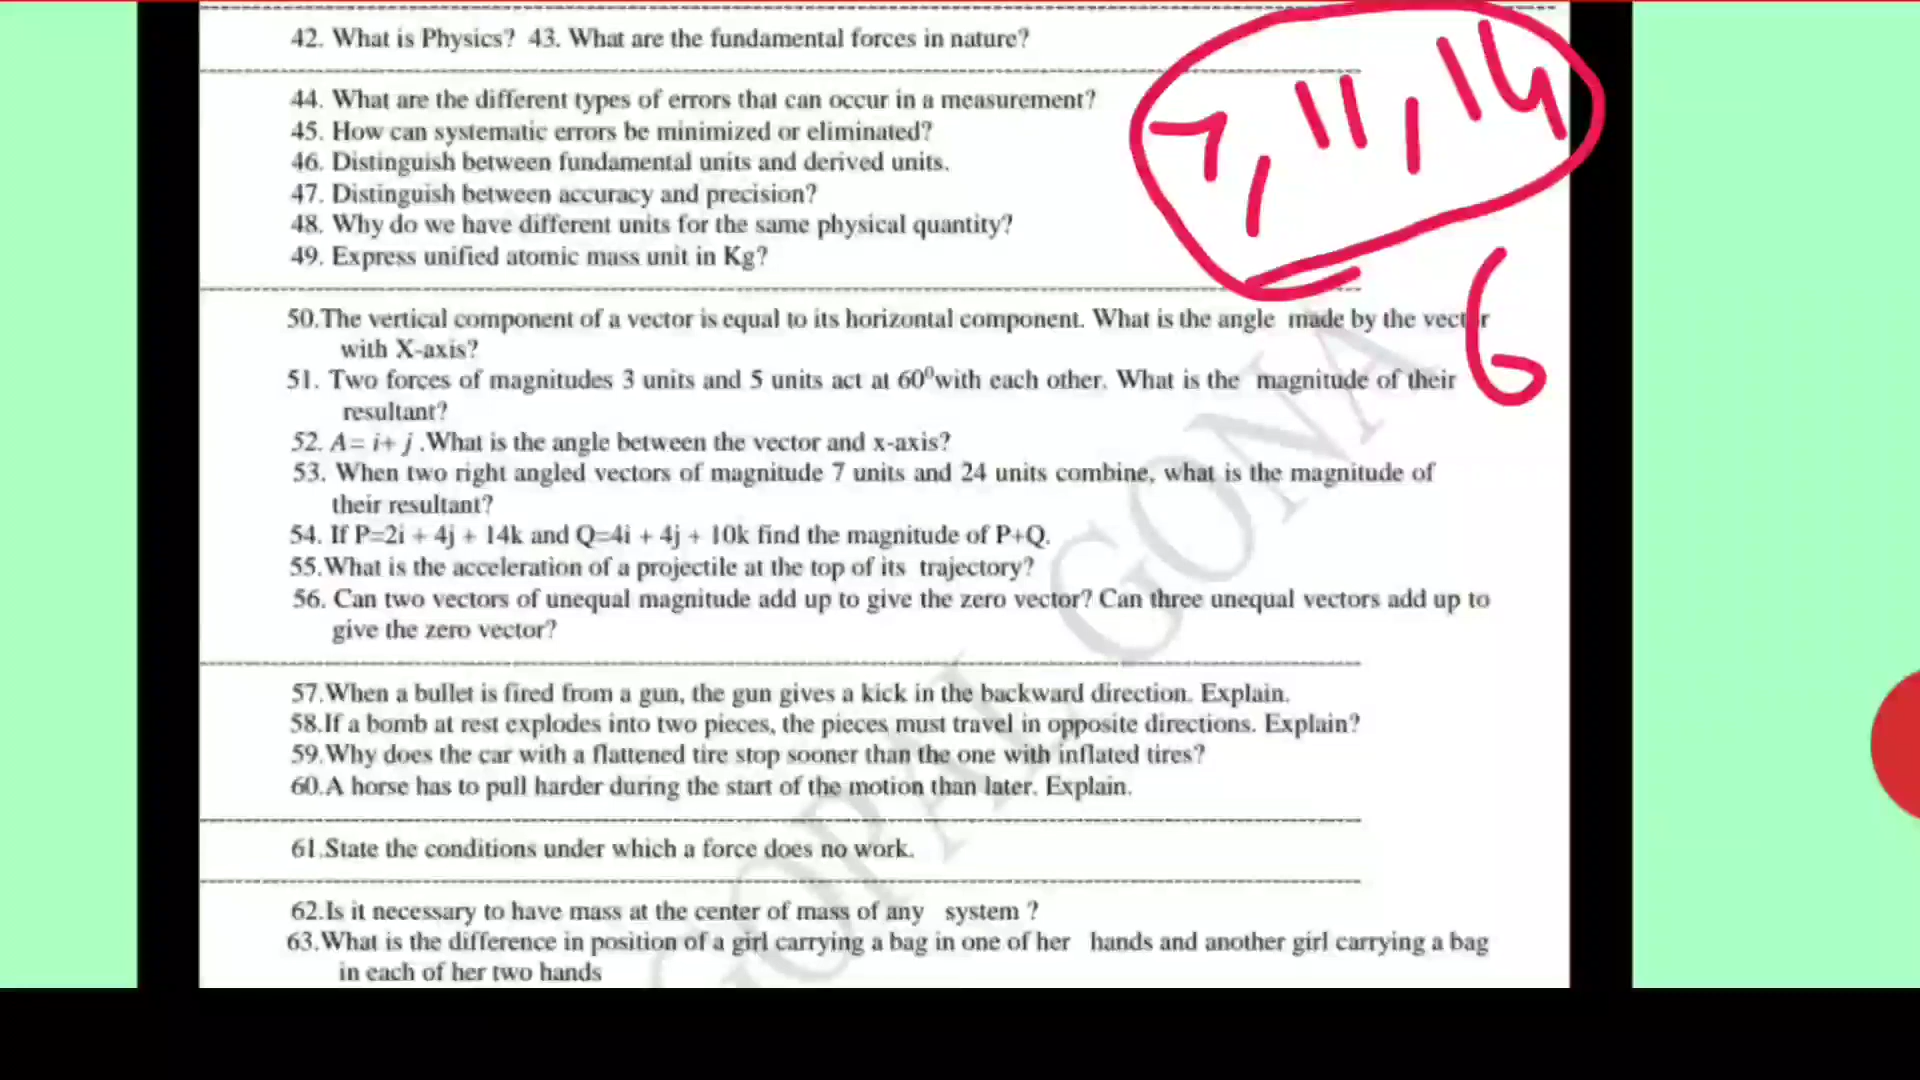 42. What is Physics? 43. What are the fundamental forces in nature?
7, 11, 14
44. What are the different types of errors that can occur in a measurement?
45. How can systematic errors be minimized or eliminated?
46. Distinguish between fundamental units and derived units.
47. Distinguish between accuracy and precision?
48. Why do we have different units for the same physical quantity?
49. Express unified atomic mass unit in Kg?
6
50.The vertical component of a vector is equal to its horizontal component. What is the angle made by the vector
with X-axis?
51. Two forces of magnitudes 3 units and 5 units act at 60⁰with each other. What is the magnitude of their
resultant?
52. A= i+ j .What is the angle between the vector and x-axis?
53. When two right angled vectors of magnitude 7 units and 24 units combine, what is the magnitude of
their resultant?
54. If P=2i + 4j + 14k and Q=4i + 4j + 10k find the magnitude of P+Q.
55.What is the acceleration of a projectile at the top of its trajectory?
56. Can two vectors of unequal magnitude add up to give the zero vector? Can three unequal vectors add up to
give the zero vector?
57.When a bullet is fired from a gun, the gun gives a kick in the backward direction. Explain.
58.If a bomb at rest explodes into two pieces, the pieces must travel in opposite directions. Explain?
59.Why does the car with a flattened tire stop sooner than the one with inflated tires?
60.A horse has to pull harder during the start of the motion than later. Explain.
61.State the conditions under which a force does no work.
62.Is it necessary to have mass at the center of mass of any system ?
63.What is the difference in position of a girl carrying a bag in one of her hands and another girl carrying a bag
in each of her two hands
GOPAL GONA